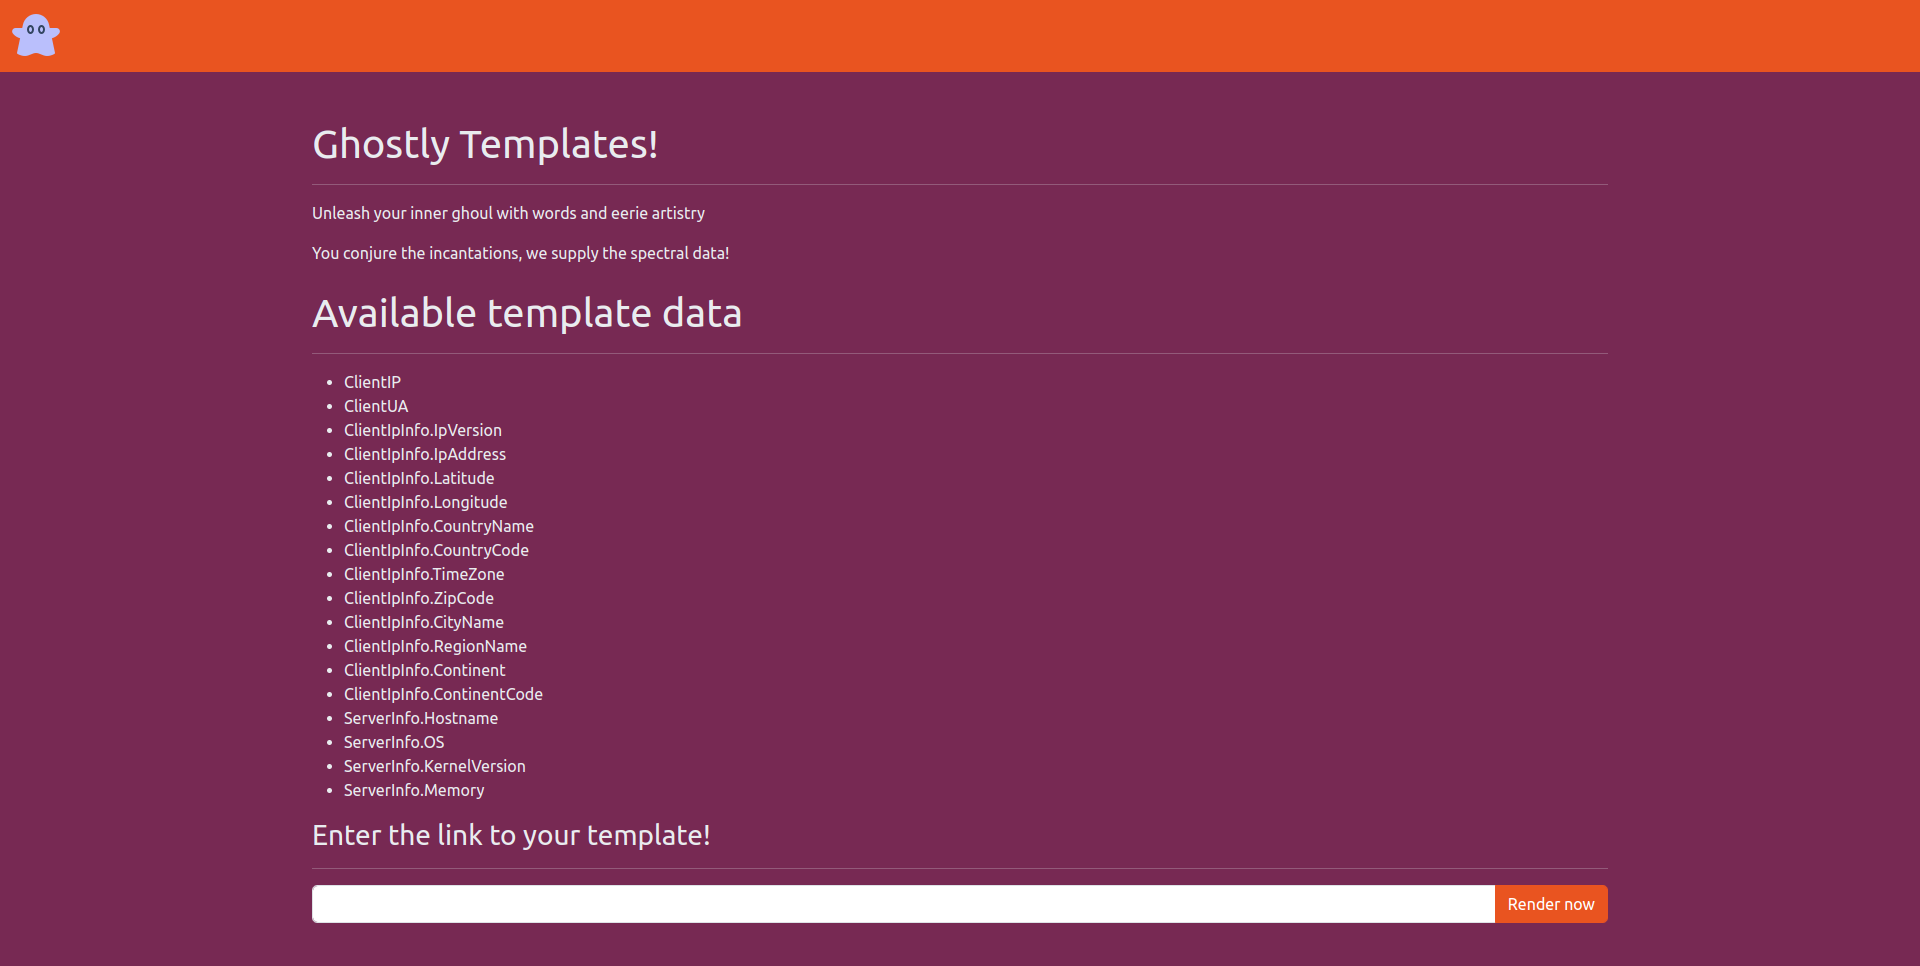 Ghostly Templates!
Unleash your inner ghoul with words and eerie artistry
You conjure the incantations, we supply the spectral data!
Available template data
ClientIP
ClientUA
ClientIpInfo.IpVersion
ClientIpInfo.IpAddress
ClientIpInfo.Latitude
ClientIpInfo.Longitude
ClientIpInfo.CountryName
ClientIpInfo.CountryCode
ClientIpInfo.TimeZone
ClientIpInfo.ZipCode
ClientIpInfo.CityName
ClientIpInfo.RegionName
ClientIpInfo.Continent
ClientIpInfo.ContinentCode
ServerInfo.Hostname
ServerInfo.OS
ServerInfo.KernelVersion
ServerInfo.Memory
Enter the link to your template!
Render now